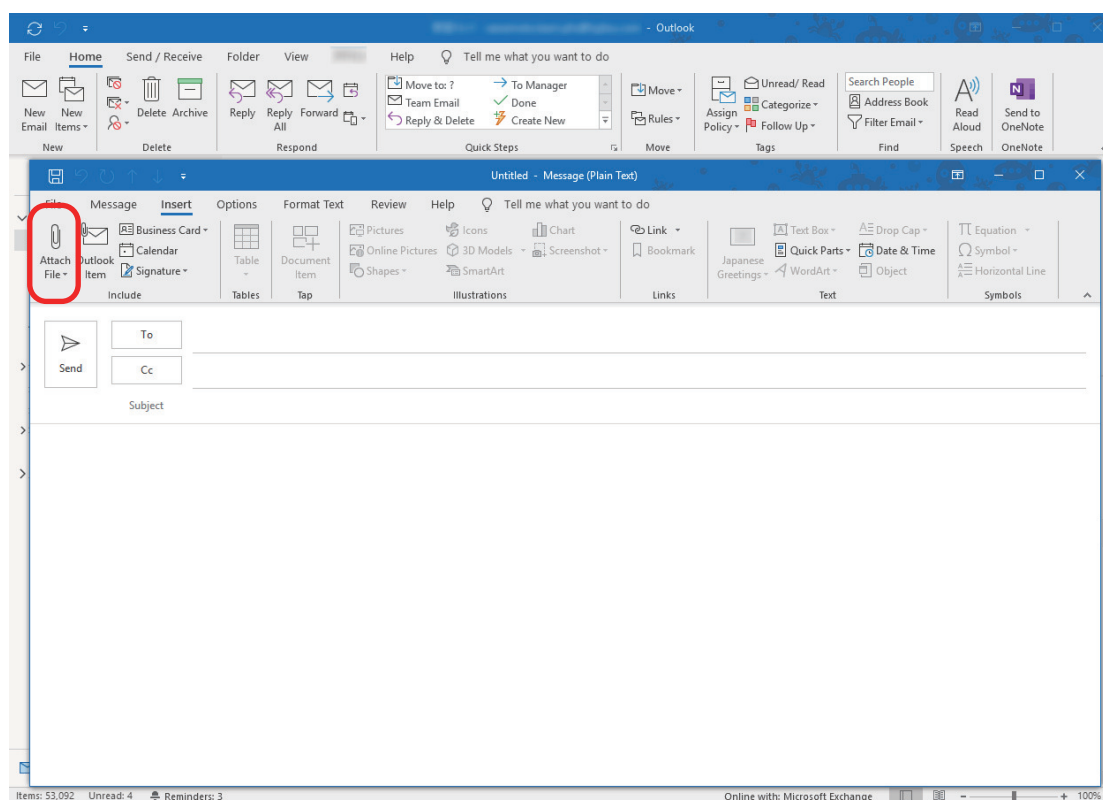 - Outlook
File Home Send / Receive Folder View Help Tell me what you want to do
New Email
New Items
Delete
Archive
Reply
Reply All
Forward
Move to: ?
Team Email
Reply & Delete
To Manager
Done
Create New
Move
Rules
Assign Policy
Unread/ Read
Categorize
Follow Up
Search People
Address Book
Filter Email
Read Aloud
Send to OneNote
New Delete Respond Quick Steps Move Tags Find Speech OneNote
Untitled - Message (Plain Text)
File Message Insert Options Format Text Review Help Tell me what you want to do
Attach File
Outlook Item
Business Card
Calendar
Signature
Table
Document Item
Pictures
Online Pictures
Shapes
Icons
3D Models
SmartArt
Chart
Screenshot
Link
Bookmark
Japanese Greetings
Text Box
Quick Parts
WordArt
Drop Cap
Date & Time
Object
Equation
Symbol
Horizontal Line
Include Tables Tap Illustrations Links Text Symbols
Send
To
Cc
Subject
Items: 53,092 Unread: 4 Reminders: 3 Online with: Microsoft Exchange 100%